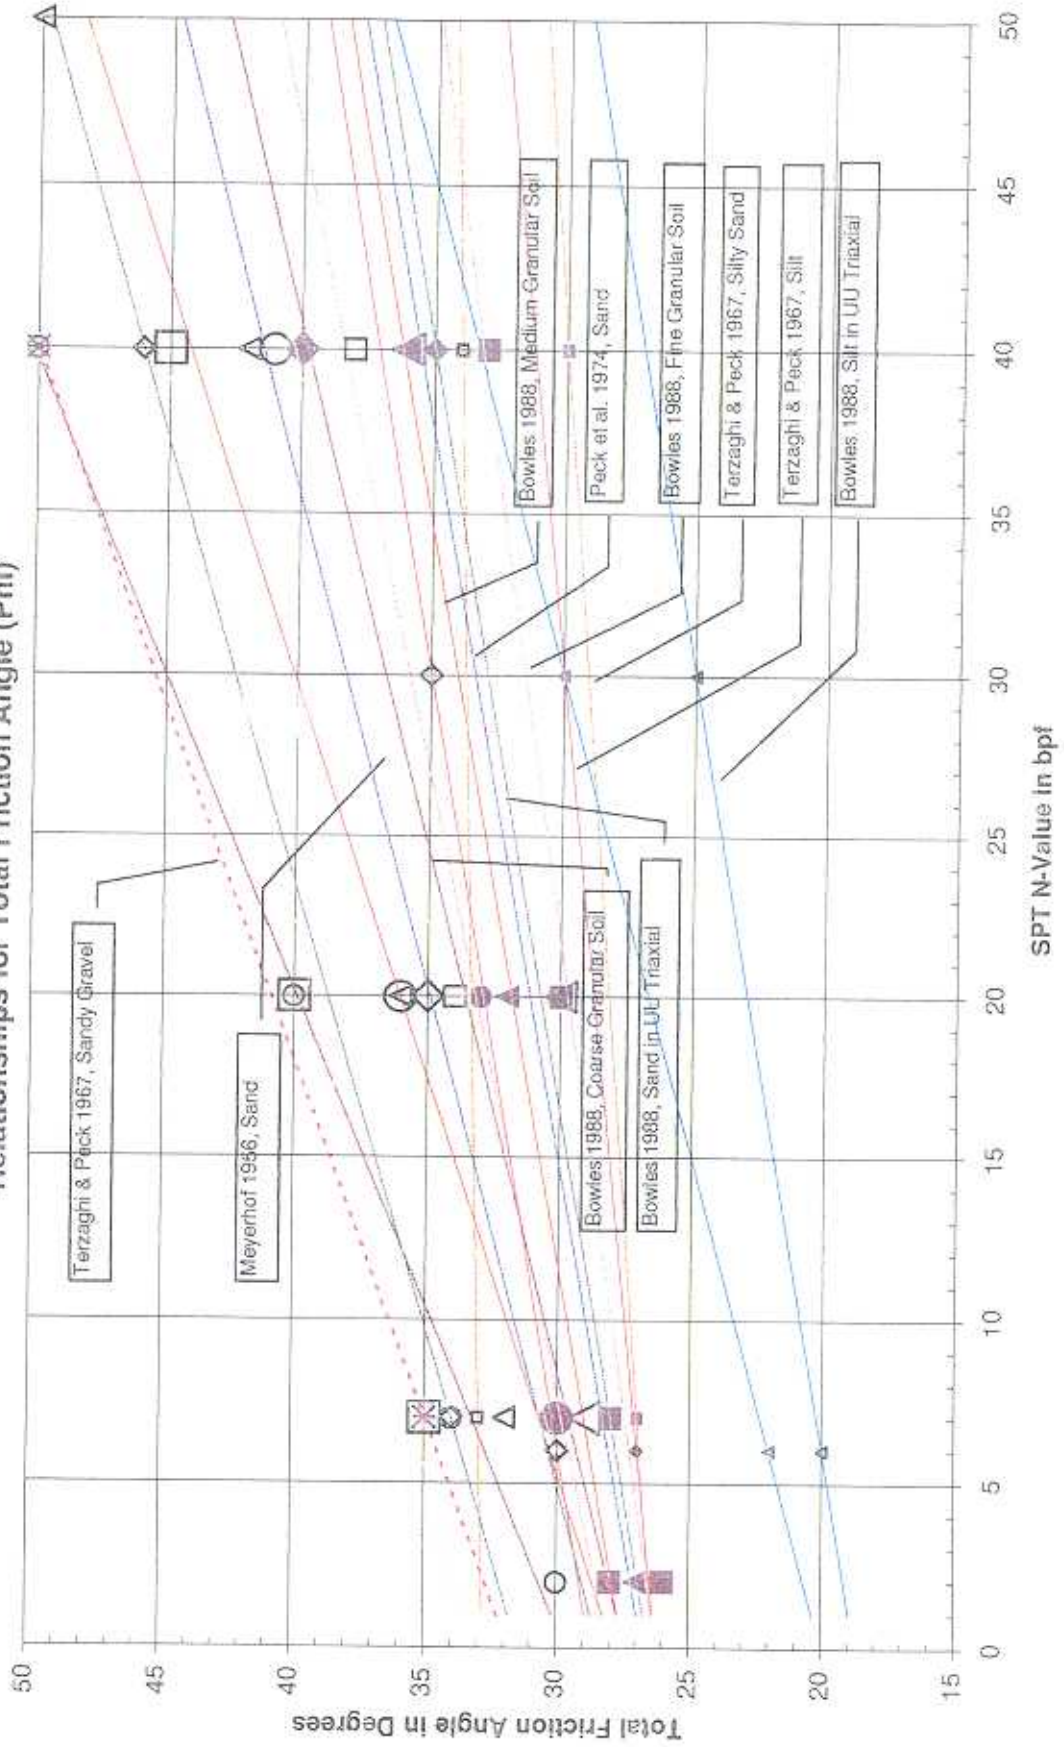 Relationships for Total Friction Angle (Phi)
50
45
40
35
30
25
20
15
Total Friction Angle in Degrees
Terzaghi & Peck 1967, Sandy Gravel
Meyerhof 1956, Sand
Bowles 1988, Coarse Granular Soil
Bowles 1988, Sand in UU Triaxial
Bowles 1988, Medium Granular Soil
Peck et al. 1974, Sand
Bowles 1988, Fine Granular Soil
Terzaghi & Peck 1967, Silty Sand
Terzaghi & Peck 1967, Silt
Bowles 1988, Silt in UU Triaxial
0
5
10
15
20
25
30
35
40
45
50
SPT N-Value in bpf